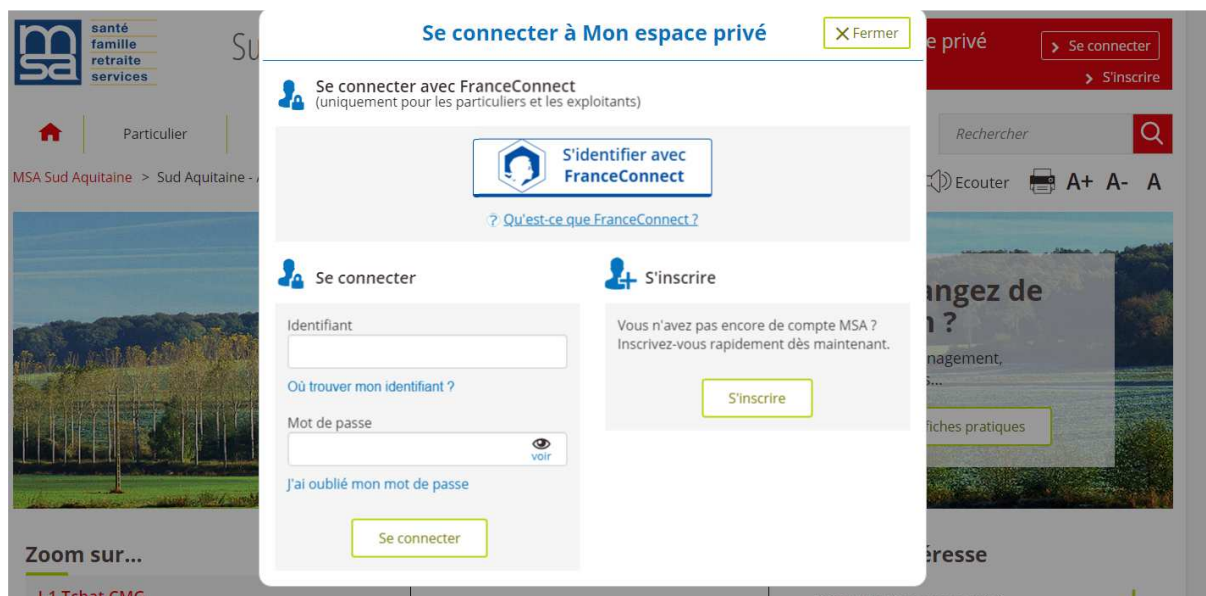 santé
famille
retraite
services
msa
Se connecter à Mon espace privé
Fermer
privé
Se connecter
S'inscrire
Se connecter avec FranceConnect
(uniquement pour les particuliers et les exploitants)
Particulier
Rechercher
S'identifier avec
FranceConnect
MSA Sud Aquitaine > Sud Aquitaine -
Ecouter
A+ A- A
? Qu'est-ce que FranceConnect ?
Se connecter
S'inscrire
Identifiant
Vous n'avez pas encore de compte MSA ?
Inscrivez-vous rapidement dès maintenant.
Où trouver mon identifiant ?
S'inscrire
Mot de passe
voir
J'ai oublié mon mot de passe
Se connecter
de
?
fiches pratiques
Zoom sur...